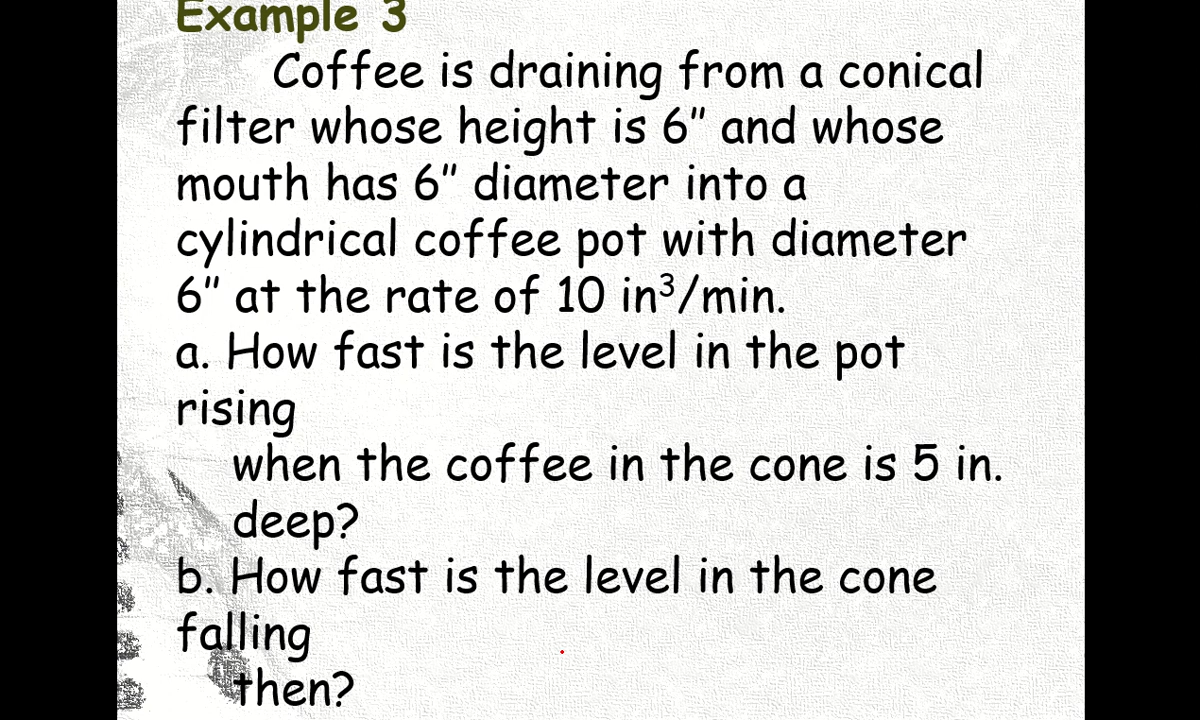 Example 3
Coffee is draining from a conical
filter whose height is 6" and whose
mouth has 6" diameter into a
cylindrical coffee pot with diameter
6" at the rate of 10 in³/min.
a. How fast is the level in the pot
rising
when the coffee in the cone is 5 in.
deep?
b. How fast is the level in the cone
falling
then?